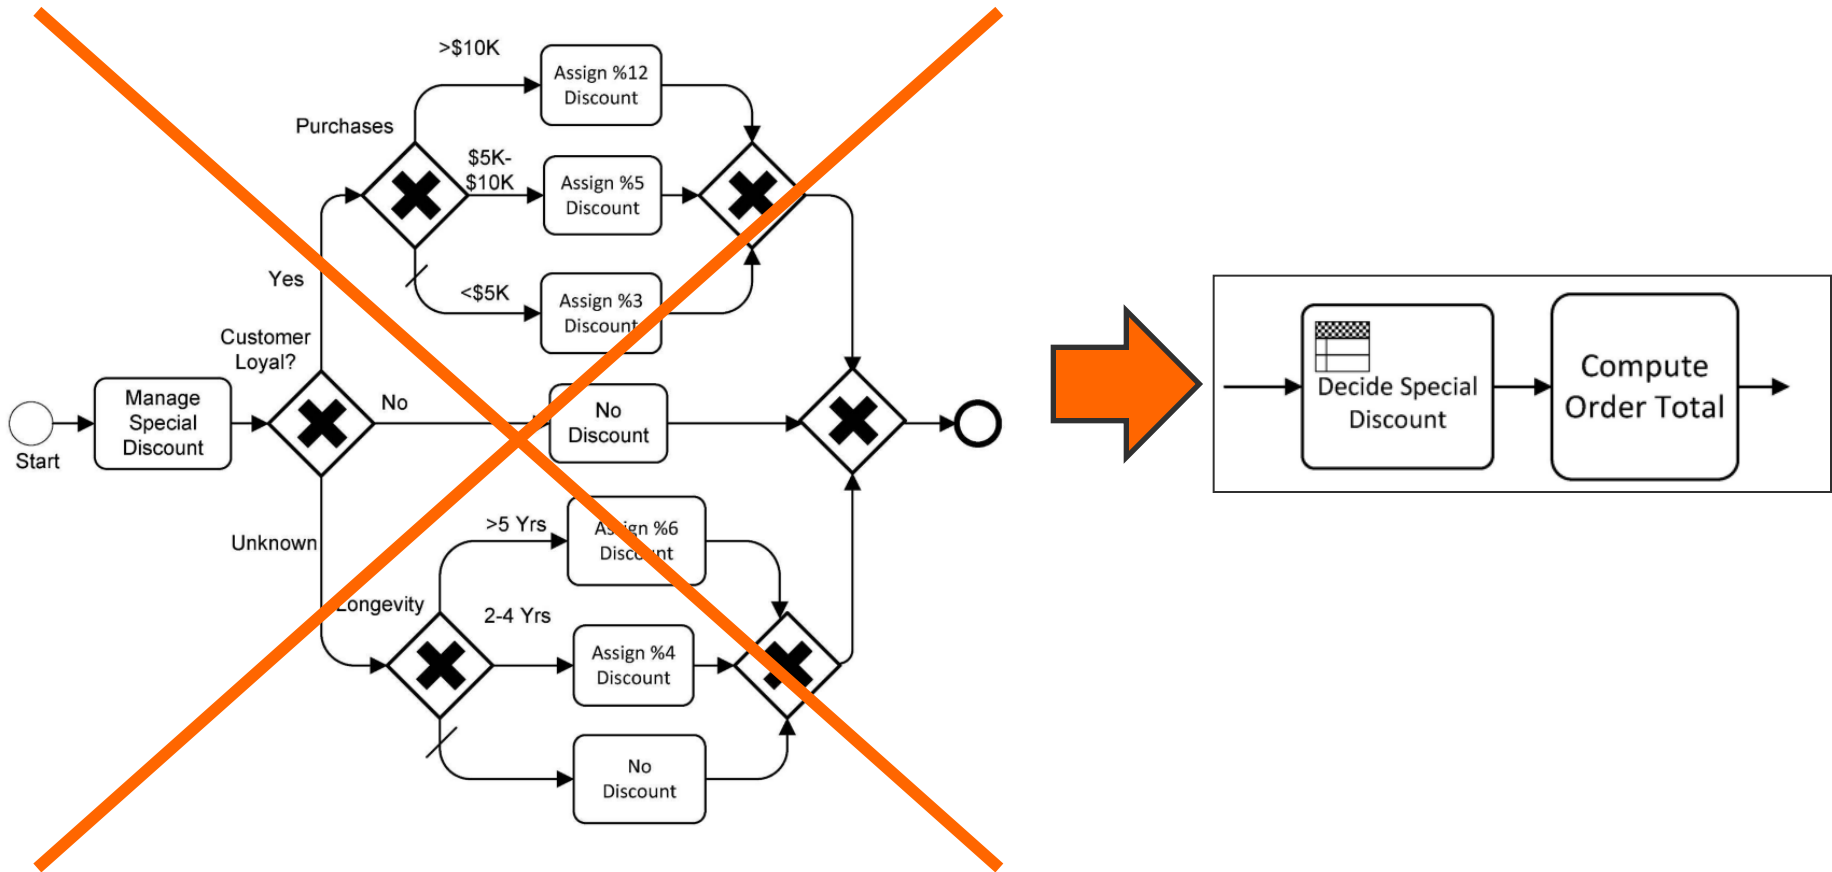 >$10K
Assign %12
Discount
Purchases
$5K-
$10K
Assign %5
Discount
Yes
<$5K
Assign %3
Discount
Customer
Loyal?
Start
Manage
Special
Discount
No
No
Discount
Unknown
>5 Yrs
Assign %6
Discount
Longevity
2-4 Yrs
Assign %4
Discount
No
Discount
Decide Special
Discount
Compute
Order Total